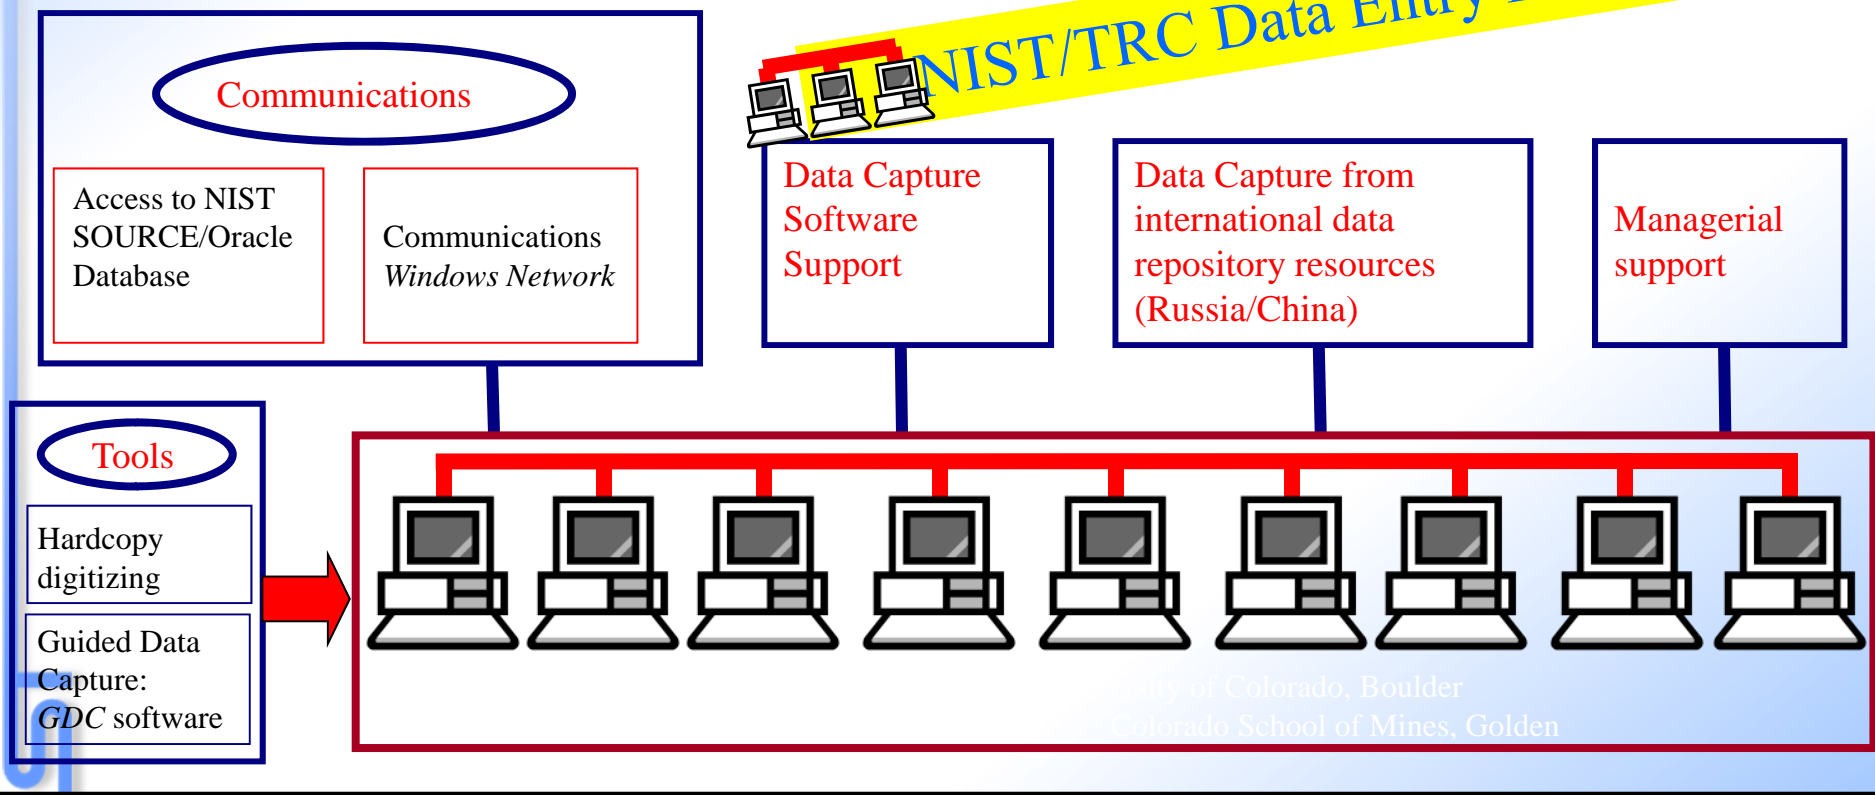 NIST/TRC Data Entry
Communications
Access to NIST
SOURCE/Oracle
Database
Communications
Windows Network
Data Capture
Software
Support
Data Capture from
international data
repository resources
(Russia/China)
Managerial
support
Tools
Hardcopy
digitizing
Guided Data
Capture:
GDC software
of Colorado, Boulder
Colorado School of Mines, Golden